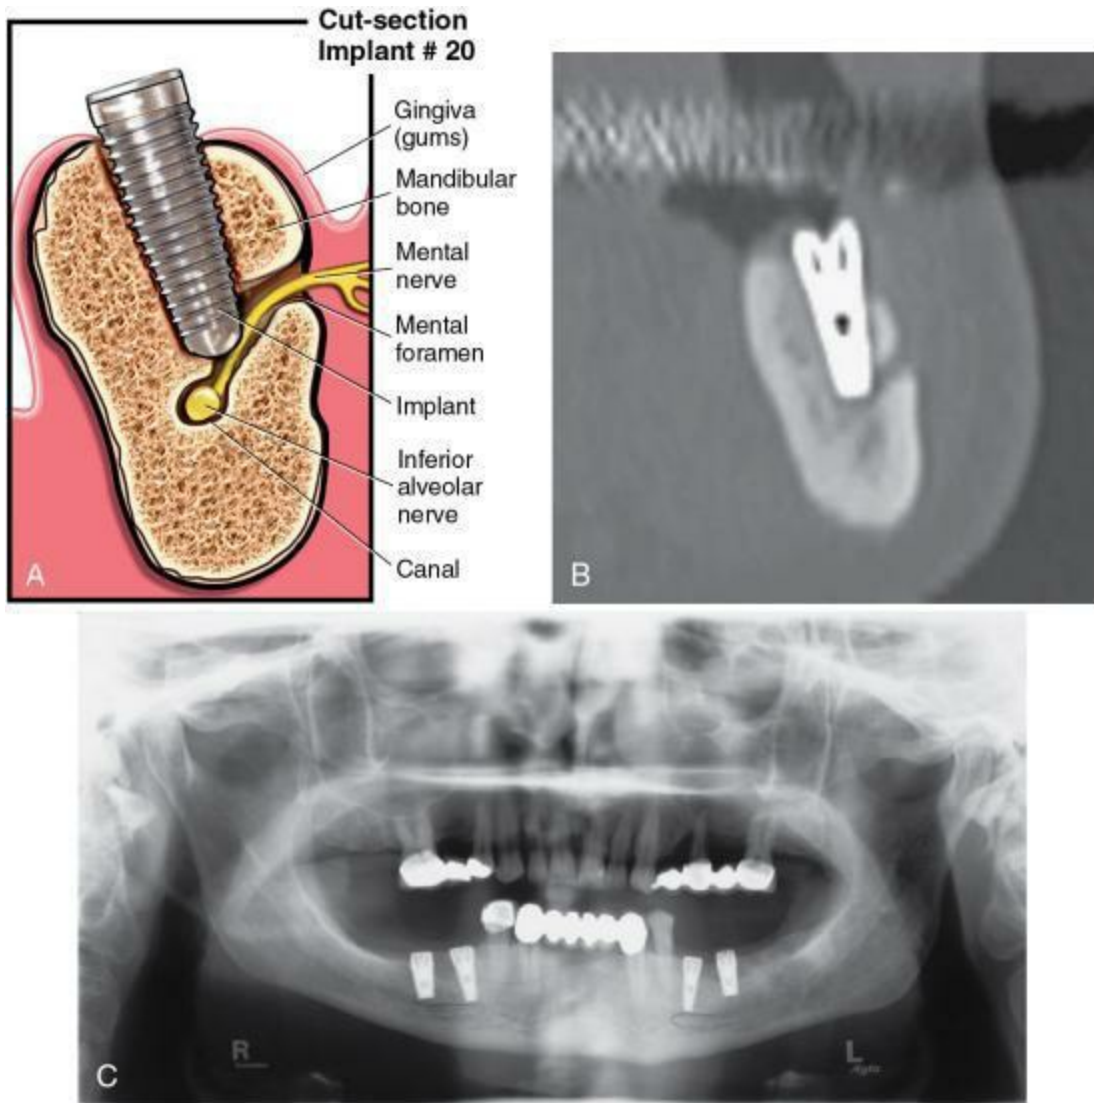 Cut-section
Implant # 20
Gingiva
(gums)
Mandibular
bone
Mental
nerve
Mental
foramen
Implant
Inferior
alveolar
nerve
Canal
A
B
R
L
C